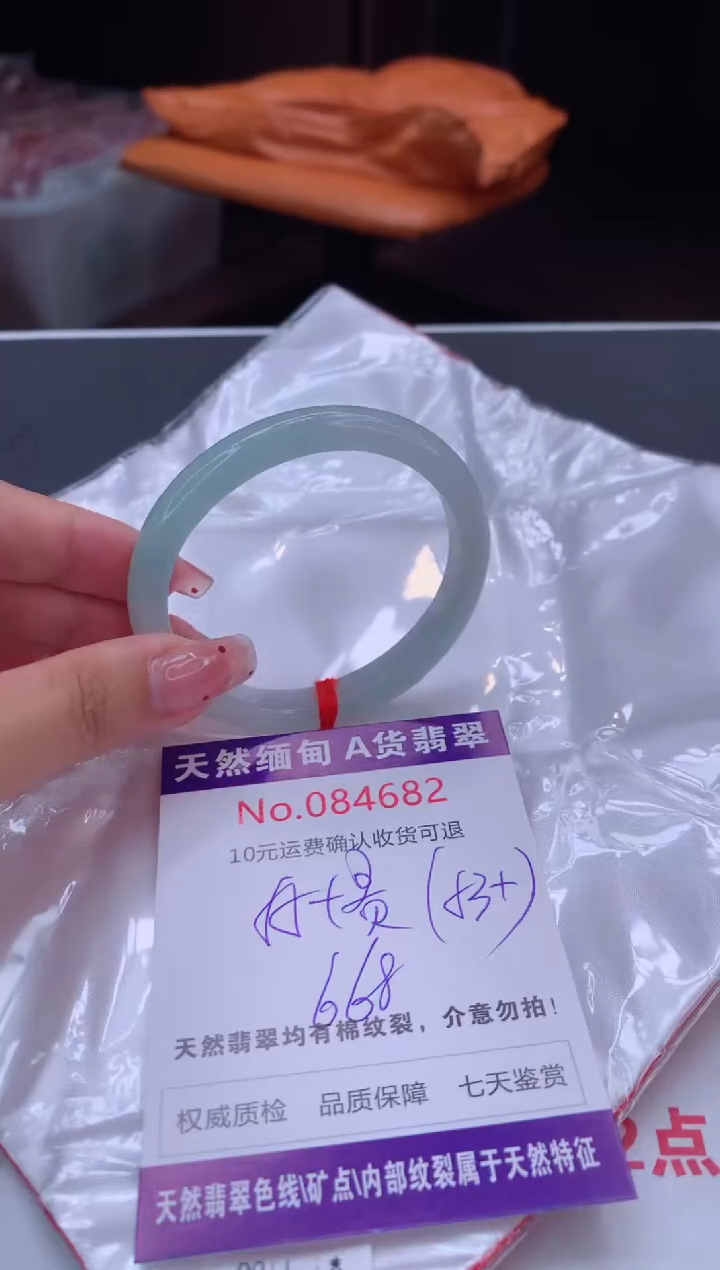 天然缅甸 A货翡翠
No.084682
10元运费确认收货可退
(53+)
668
天然翡翠均有棉纹裂，介意勿拍！
权威质检 品质保障 七天鉴赏
天然翡翠色线\矿点\内部纹裂属于天然特征
2点